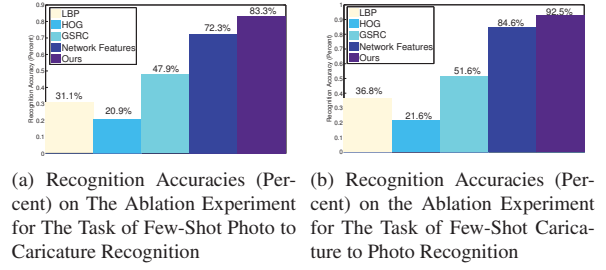 Recognition Accuracy (Percent)
0.9
0.8
0.7
0.6
0.5
0.4
0.3
0.2
0.1
0
LBP
HOG
GSRC
Network Features
Ours
31.1%
20.9%
47.9%
72.3%
83.3%
Recognition Accuracy (Percent)
1
0.9
0.8
0.7
0.6
0.5
0.4
0.3
0.2
0.1
0
LBP
HOG
GSRC
Network Features
Ours
36.8%
21.6%
51.6%
84.6%
92.5%
(a) Recognition Accuracies (Per-
cent) on The Ablation Experiment
for The Task of Few-Shot Photo to
Caricature Recognition
(b) Recognition Accuracies (Per-
cent) on the Ablation Experiment
for The Task of Few-Shot Carica-
ture to Photo Recognition